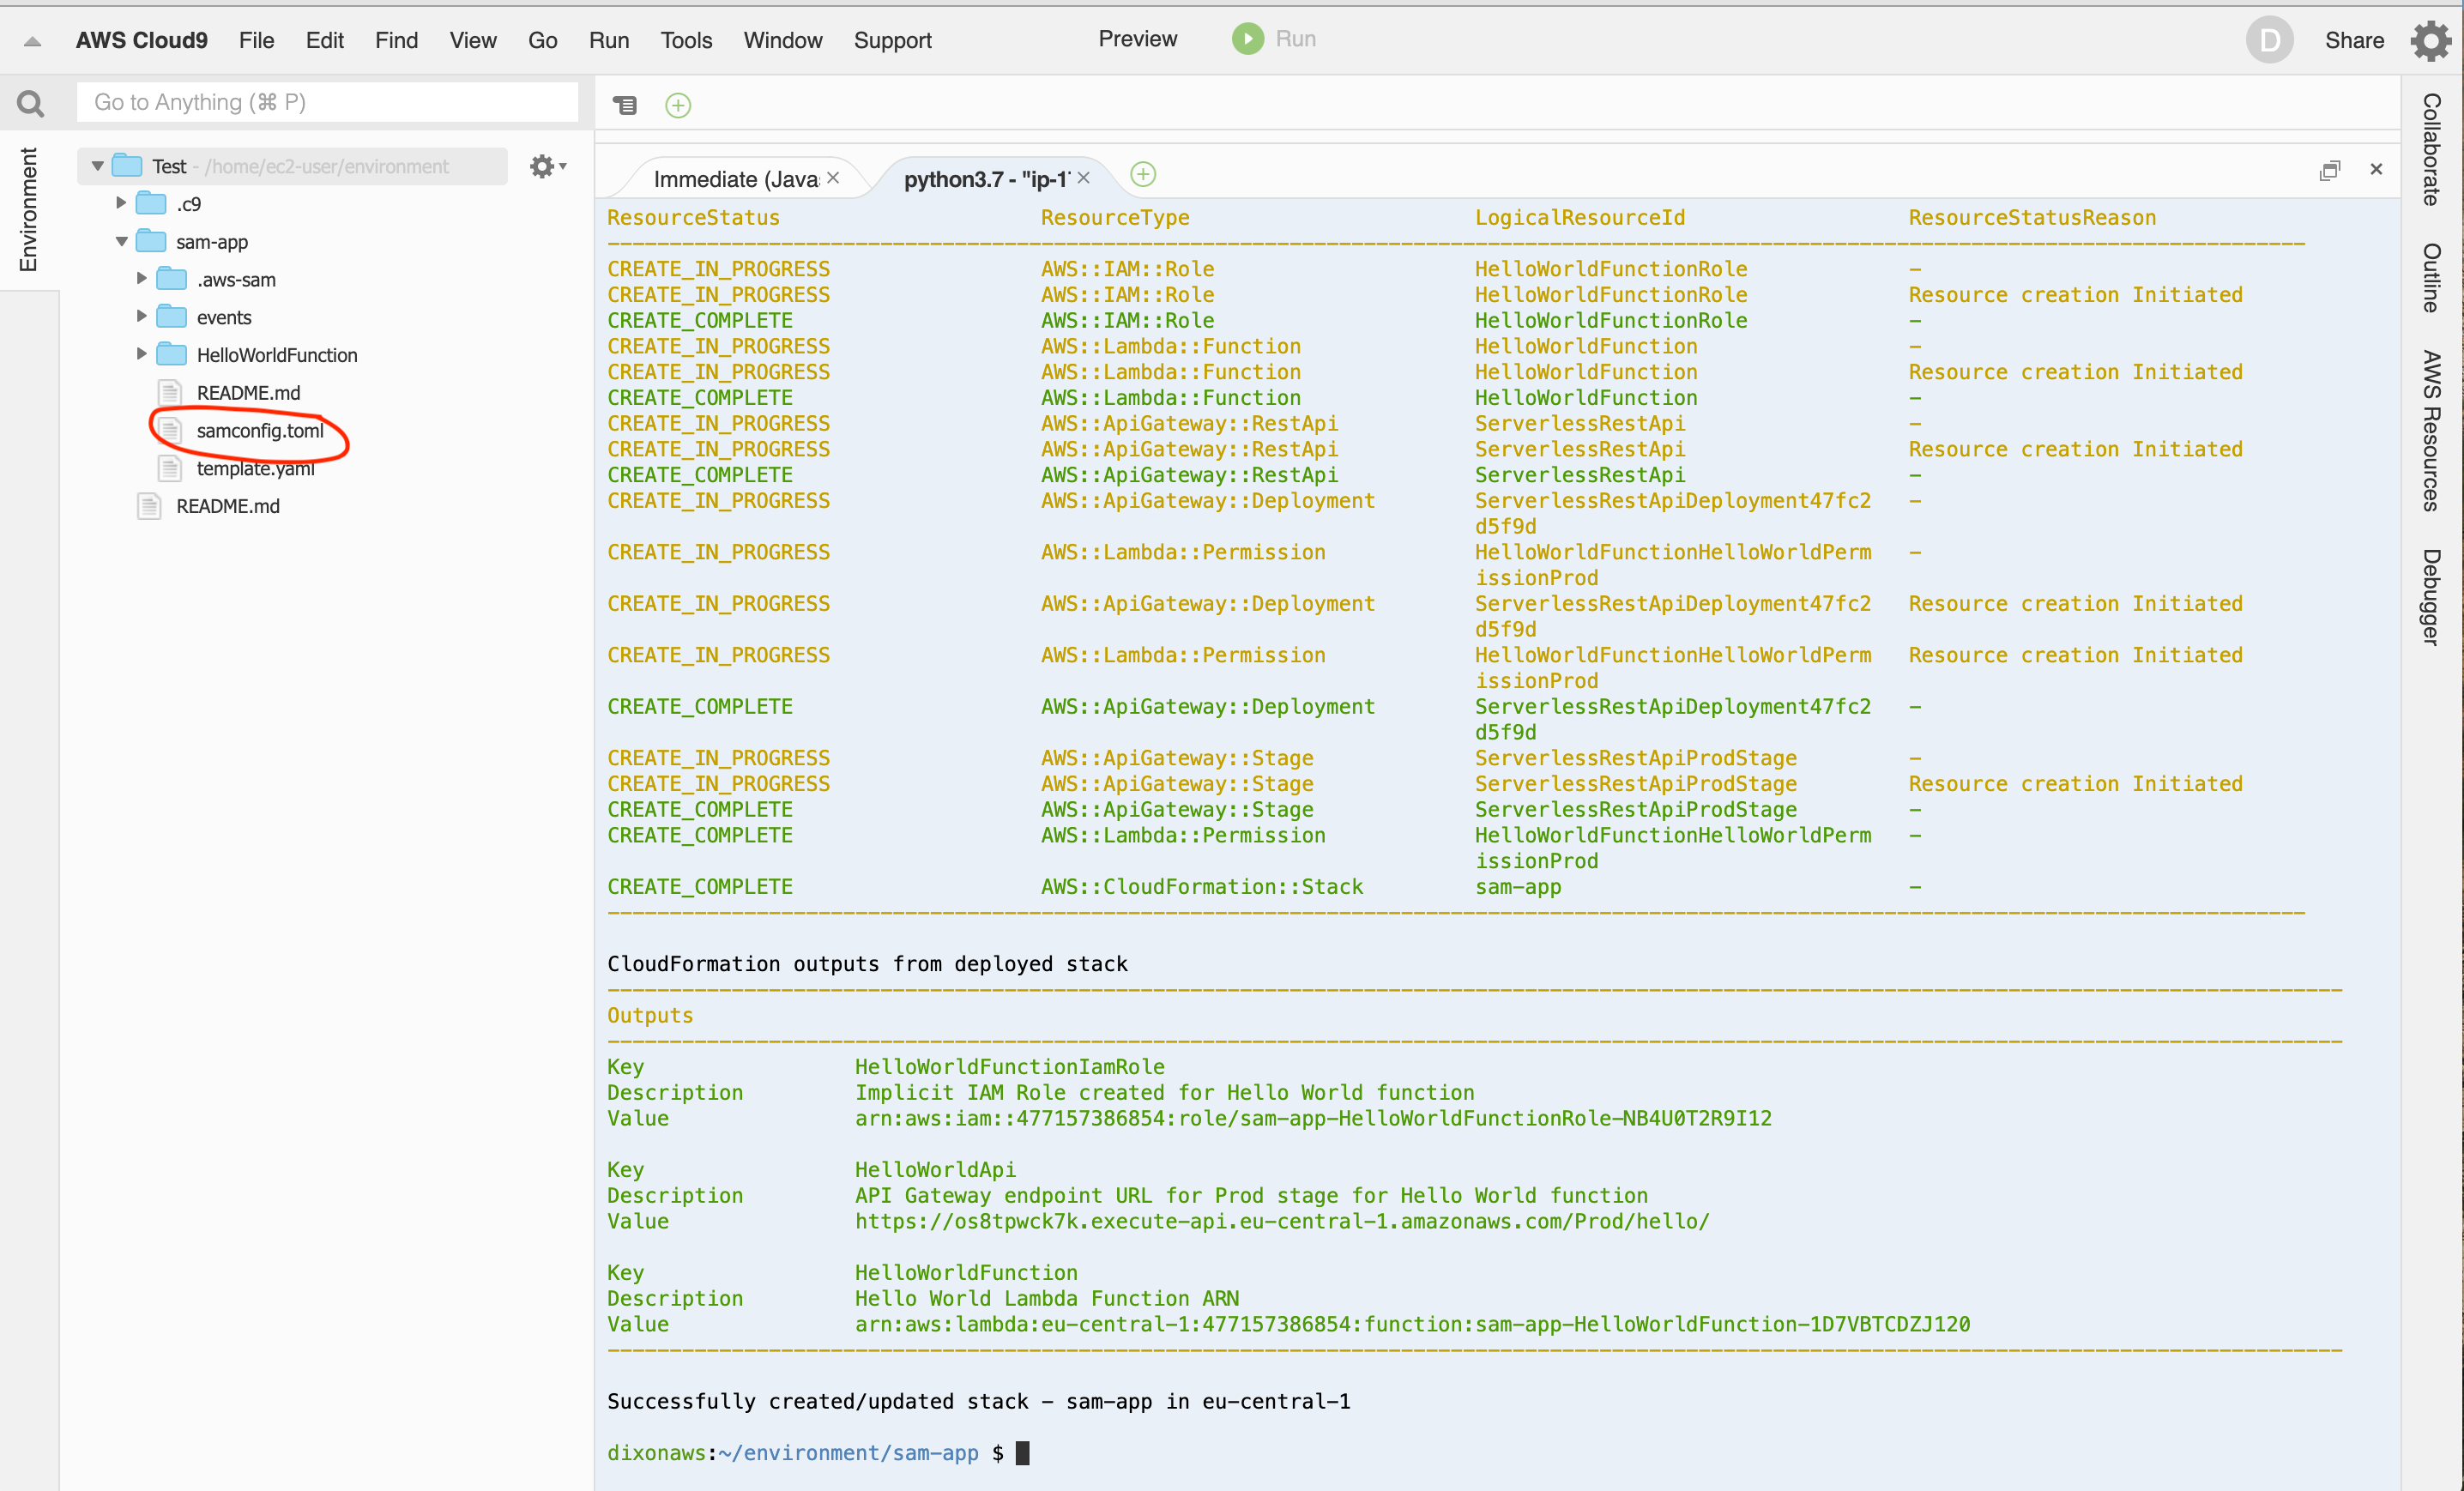 AWS Cloud9 File Edit Find View Go Run Tools Window Support Preview Run D Share
Go to Anything (⌘ P)
Environment
Test - /home/ec2-user/environment
.c9
sam-app
.aws-sam
events
HelloWorldFunction
README.md
samconfig.toml
template.yaml
README.md
Immediate (Java: python3.7 - "ip-1
ResourceStatus ResourceType LogicalResourceId ResourceStatusReason
CREATE_IN_PROGRESS AWS::IAM::Role HelloWorldFunctionRole -
CREATE_IN_PROGRESS AWS::IAM::Role HelloWorldFunctionRole Resource creation Initiated
CREATE_COMPLETE AWS::IAM::Role HelloWorldFunctionRole -
CREATE_IN_PROGRESS AWS::Lambda::Function HelloWorldFunction -
CREATE_IN_PROGRESS AWS::Lambda::Function HelloWorldFunction Resource creation Initiated
CREATE_COMPLETE AWS::Lambda::Function HelloWorldFunction -
CREATE_IN_PROGRESS AWS::ApiGateway::RestApi ServerlessRestApi -
CREATE_IN_PROGRESS AWS::ApiGateway::RestApi ServerlessRestApi Resource creation Initiated
CREATE_COMPLETE AWS::ApiGateway::RestApi ServerlessRestApi -
CREATE_IN_PROGRESS AWS::ApiGateway::Deployment ServerlessRestApiDeployment47fc2 -
d5f9d
CREATE_IN_PROGRESS AWS::Lambda::Permission HelloWorldFunctionHelloWorldPerm -
issionProd
CREATE_IN_PROGRESS AWS::ApiGateway::Deployment ServerlessRestApiDeployment47fc2 Resource creation Initiated
d5f9d
CREATE_IN_PROGRESS AWS::Lambda::Permission HelloWorldFunctionHelloWorldPerm Resource creation Initiated
issionProd
CREATE_COMPLETE AWS::ApiGateway::Deployment ServerlessRestApiDeployment47fc2 -
d5f9d
CREATE_IN_PROGRESS AWS::ApiGateway::Stage ServerlessRestApiProdStage -
CREATE_IN_PROGRESS AWS::ApiGateway::Stage ServerlessRestApiProdStage Resource creation Initiated
CREATE_COMPLETE AWS::ApiGateway::Stage ServerlessRestApiProdStage -
CREATE_COMPLETE AWS::Lambda::Permission HelloWorldFunctionHelloWorldPerm -
issionProd
CREATE_COMPLETE AWS::CloudFormation::Stack sam-app -
CloudFormation outputs from deployed stack
Outputs
Key HelloWorldFunctionIamRole
Description Implicit IAM Role created for Hello World function
Value arn:aws:iam::477157386854:role/sam-app-HelloWorldFunctionRole-NB4U0T2R9I12
Key HelloWorldApi
Description API Gateway endpoint URL for Prod stage for Hello World function
Value https://os8tpwck7k.execute-api.eu-central-1.amazonaws.com/Prod/hello/
Key HelloWorldFunction
Description Hello World Lambda Function ARN
Value arn:aws:lambda:eu-central-1:477157386854:function:sam-app-HelloWorldFunction-1D7VBTCDZJ120
Successfully created/updated stack - sam-app in eu-central-1
dixonaws:~/environment/sam-app $
Collaborate
Outline
AWS Resources
Debugger